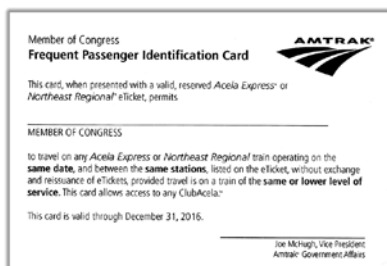 Member of Congress
Frequent Passenger Identification Card
AMTRAK®
This card, when presented with a valid, reserved Acela Express® or
Northeast Regional® eTicket, permits
MEMBER OF CONGRESS
to travel on any Acela Express or Northeast Regional train operating on the
same date, and between the same stations, listed on the eTicket, without exchange
and reissuance of eTickets, provided travel is on a train of the same or lower level of
service. This card allows access to any ClubAcela.℠
This card is valid through December 31, 2016.
Joe McHugh, Vice President
Amtrak® Government Affairs